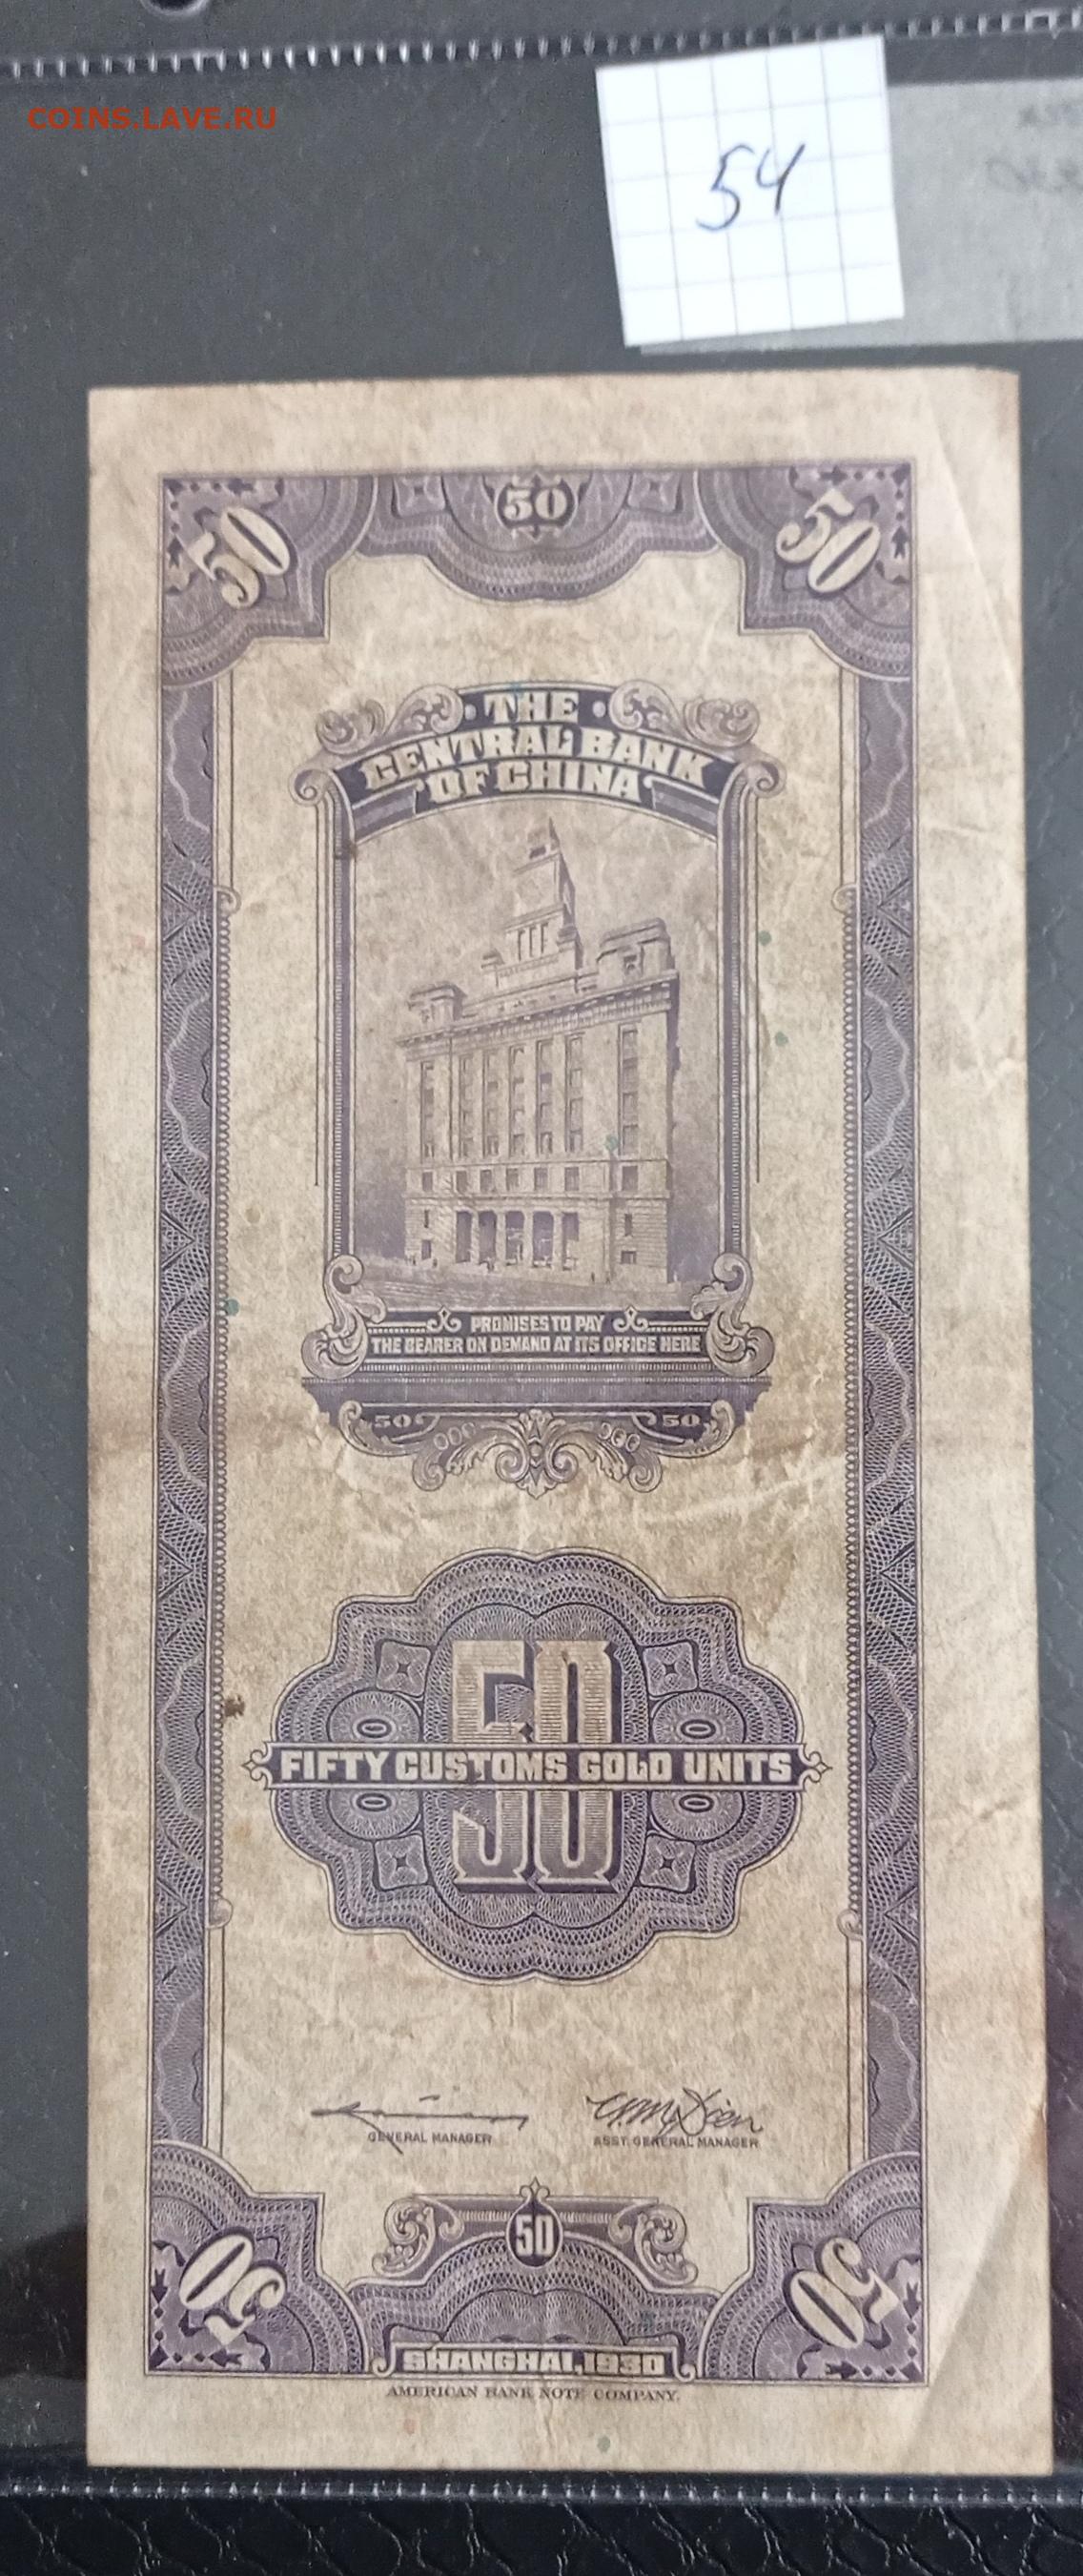 COINS.LAVE.RU
54
50
50
50
THE
CENTRAL BANK
OF CHINA
PROMISES TO PAY
THE BEARER ON DEMAND AT ITS OFFICE HERE
50
50
50
FIFTY CUSTOMS GOLD UNITS
GENERAL MANAGER
ASST. GENERAL MANAGER
50
50
50
SHANGHAI, 1930
AMERICAN BANK NOTE COMPANY.